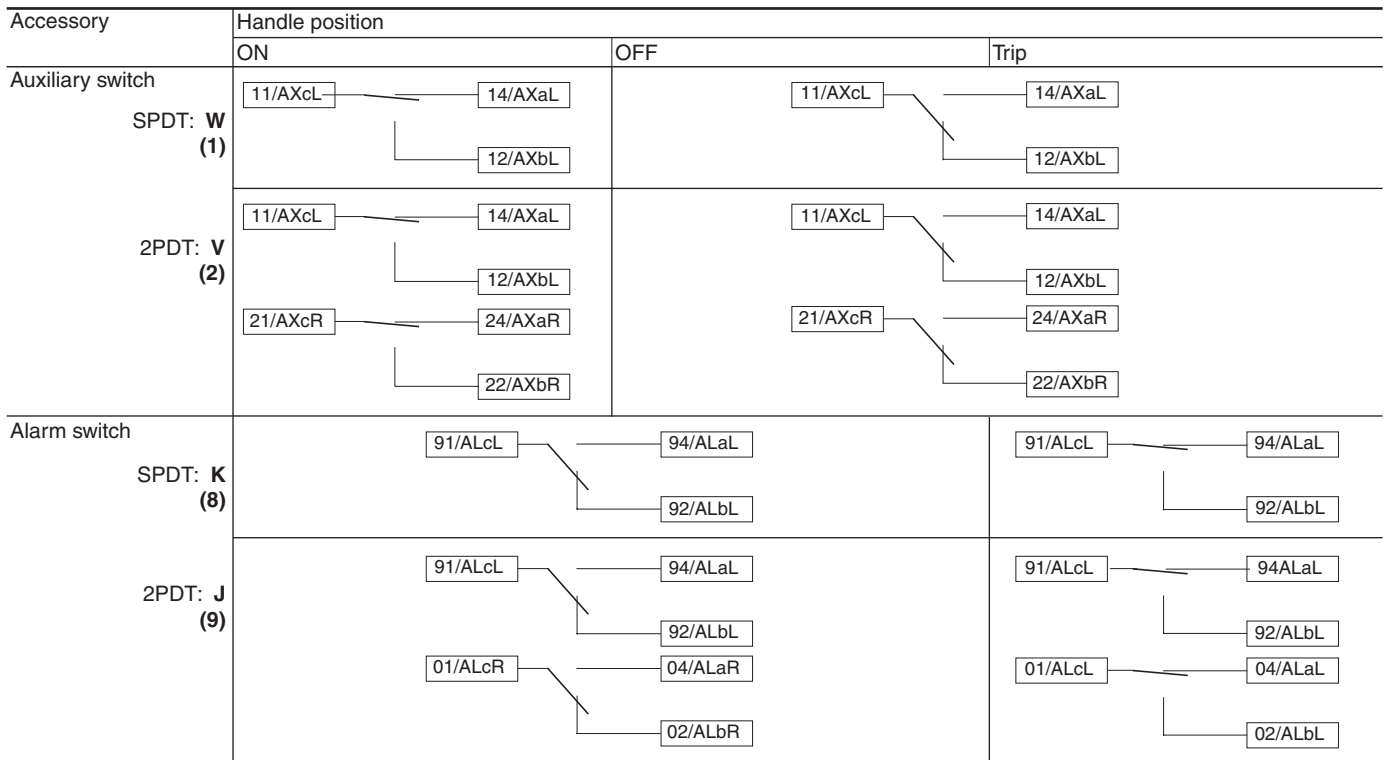 Accessory Handle position
ON OFF Trip
Auxiliary switch
11/AXcL 14/AXaL 11/AXcL 14/AXaL
SPDT: W
(1)
12/AXbL 12/AXbL
11/AXcL 14/AXaL 11/AXcL 14/AXaL
2PDT: V
(2)
12/AXbL 12/AXbL
21/AXcR 24/AXaR 21/AXcR 24/AXaR
22/AXbR 22/AXbR
Alarm switch
91/ALcL 94/ALaL 91/ALcL 94/ALaL
SPDT: K
(8)
92/ALbL 92/ALbL
91/ALcL 94/ALaL 91/ALcL 94ALaL
2PDT: J
(9)
92/ALbL 92/ALbL
01/ALcR 04/ALaR 01/ALcL 04/ALaL
02/ALbR 02/ALbL